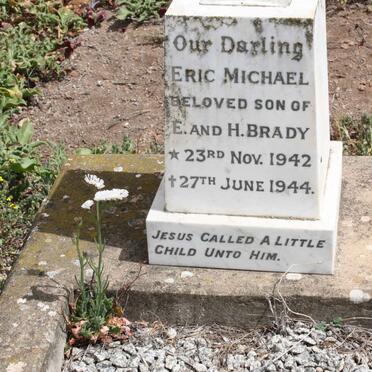 Our Darling
ERIC MICHAEL
BELOVED SON OF
E. AND H. BRADY
★ 23RD NOV. 1942
✝ 27TH JUNE 1944.
JESUS CALLED A LITTLE
CHILD UNTO HIM.